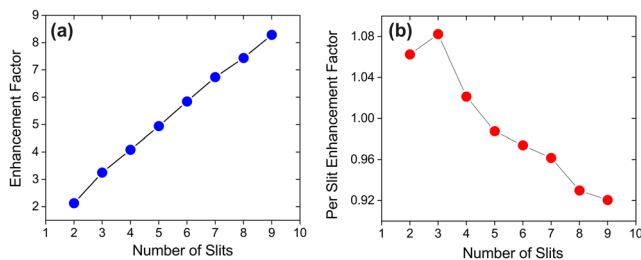 (a)
Enhancement Factor
9
8
7
6
5
4
3
2
1 2 3 4 5 6 7 8 9 10
Number of Slits
(b)
Per Slit Enhancement Factor
1.08
1.04
1.00
0.96
0.92
1 2 3 4 5 6 7 8 9 10
Number of Slits